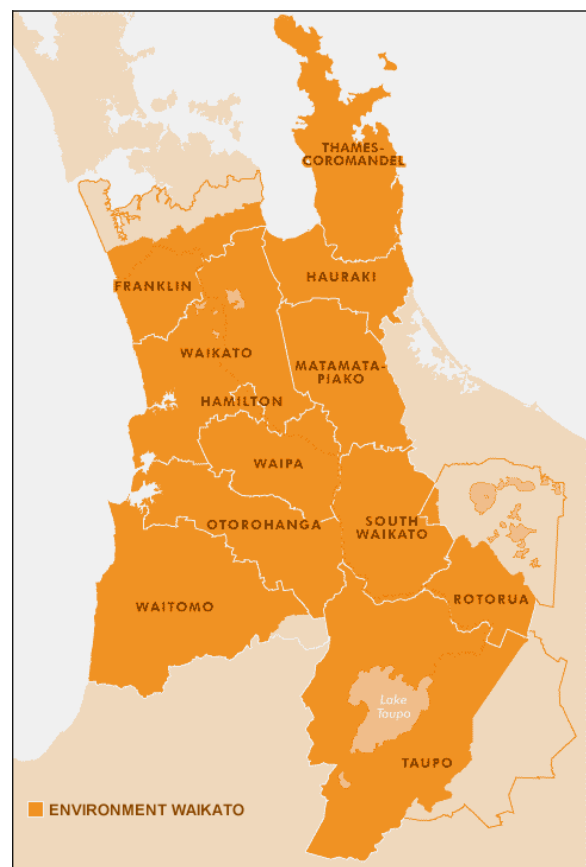 THAMES-
COROMANDEL
HAURAKI
FRANKLIN
WAIKATO
MATAMATA-
PIAKO
HAMILTON
WAIPA
OTOROHANGA
SOUTH
WAIKATO
ROTORUA
WAITOMO
Lake
Taupo
TAUPO
ENVIRONMENT WAIKATO